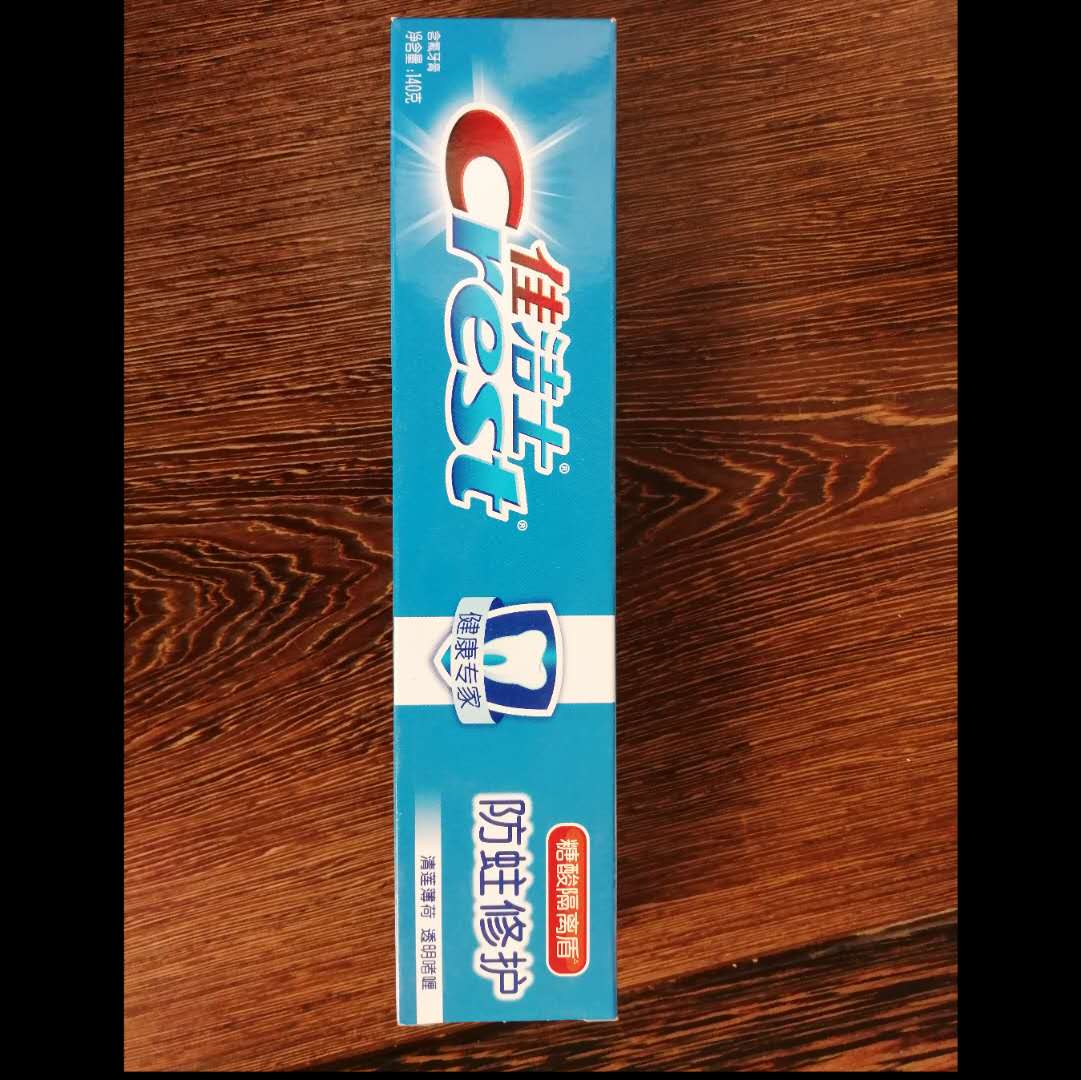 佳洁士®
Crest®
含氟牙膏
净含量:140克
健康专家
糖酸隔离盾
防蛀修护
清莲薄荷 透明啫喱